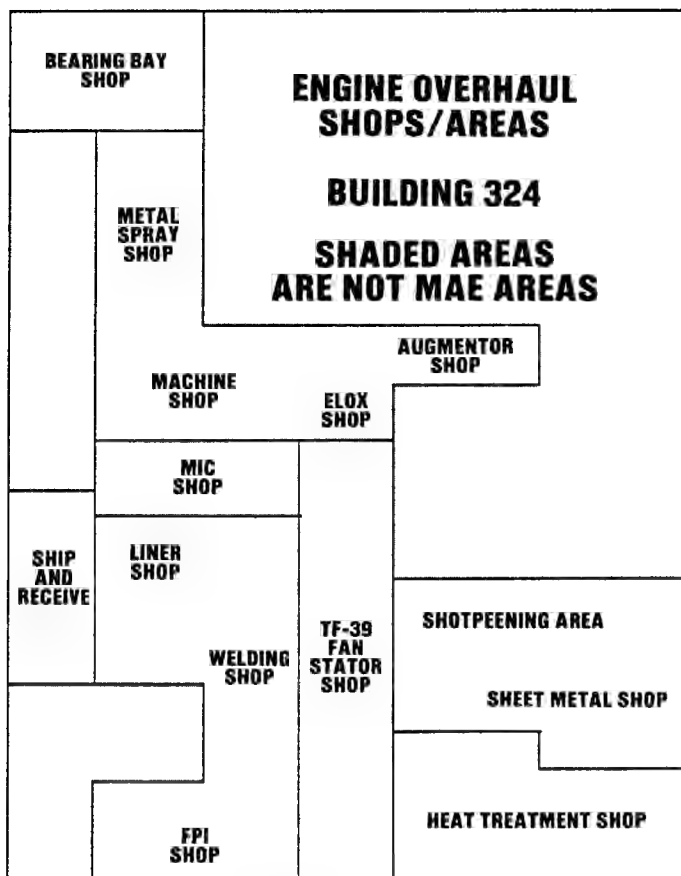 BEARING BAY
SHOP
ENGINE OVERHAUL
SHOPS/AREAS
BUILDING 324
SHADED AREAS
ARE NOT MAE AREAS
METAL
SPRAY
SHOP
AUGMENTOR
SHOP
MACHINE
SHOP
ELOX
SHOP
MIC
SHOP
SHIP
AND
RECEIVE
LINER
SHOP
WELDING
SHOP
TF-39
FAN
STATOR
SHOP
SHOTPEENING AREA
SHEET METAL SHOP
FPI
SHOP
HEAT TREATMENT SHOP